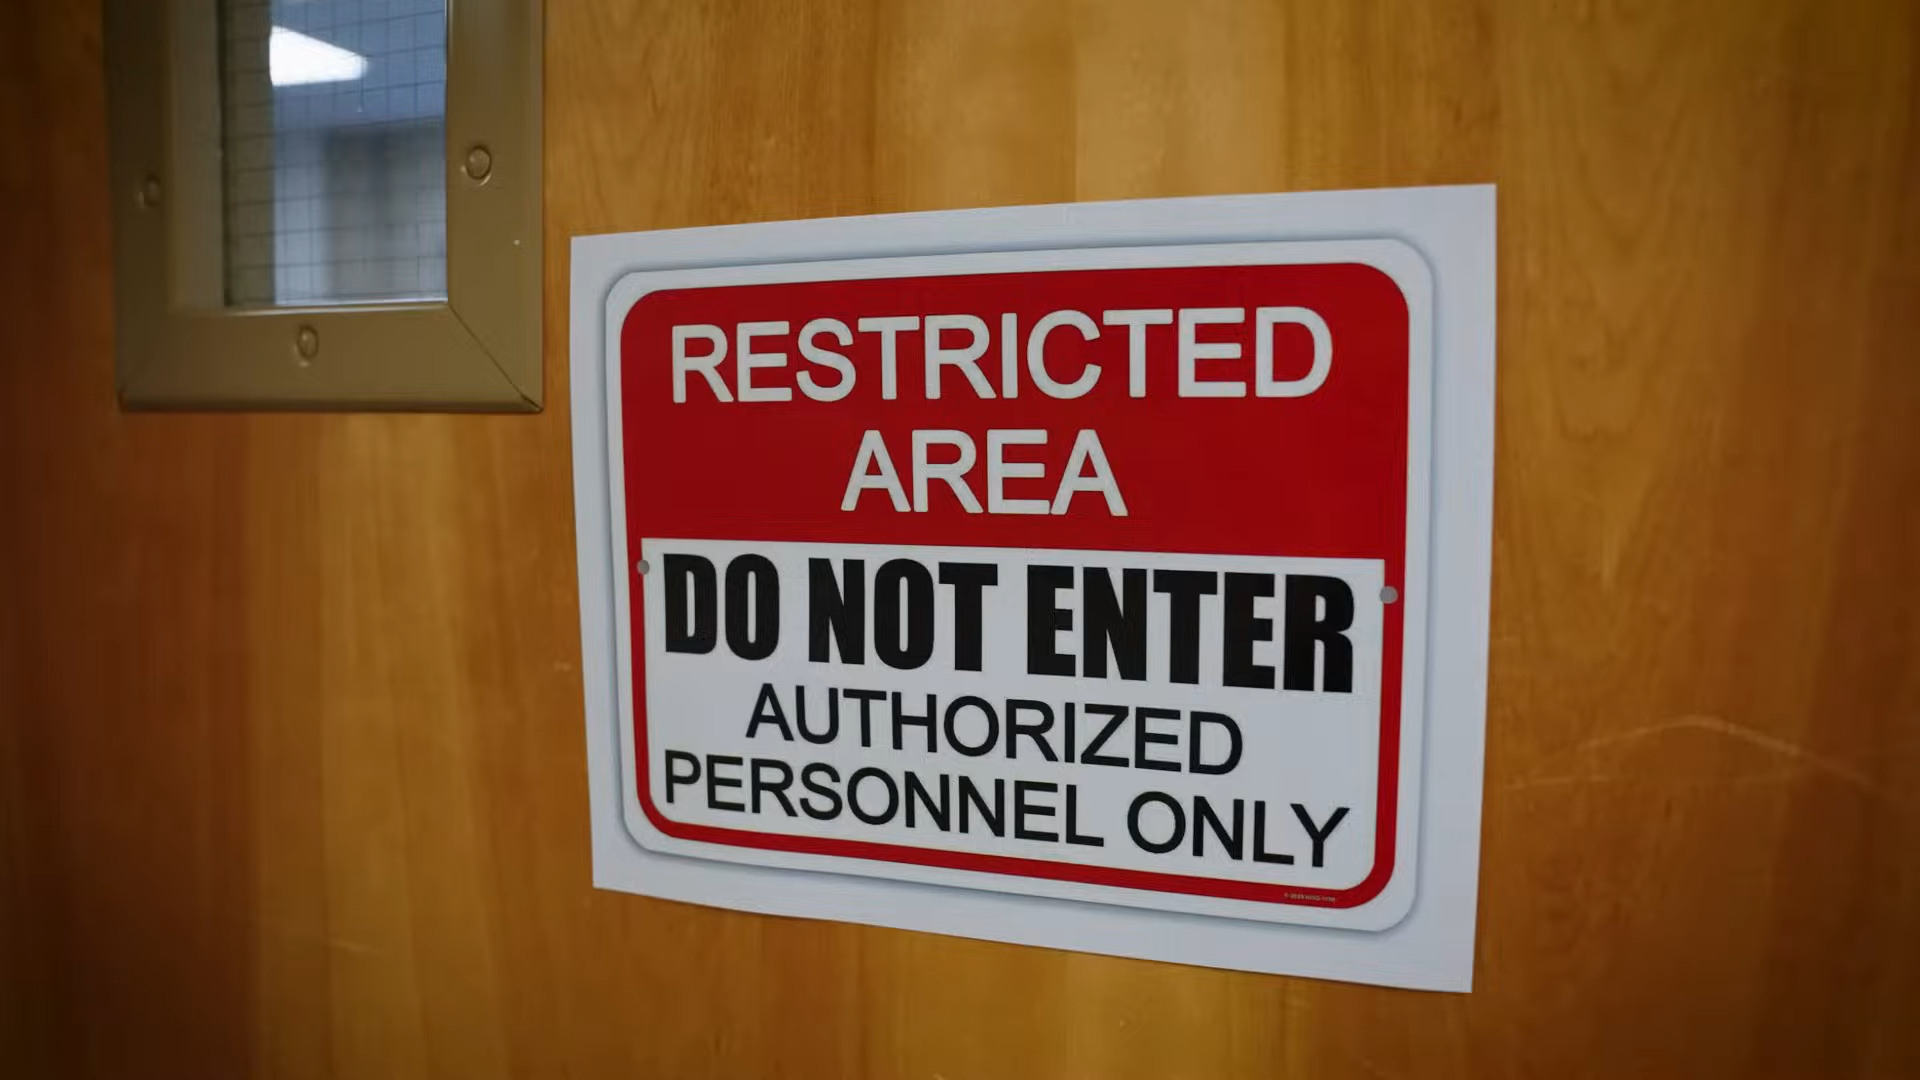 RESTRICTED
AREA
DO NOT ENTER
AUTHORIZED
PERSONNEL ONLY